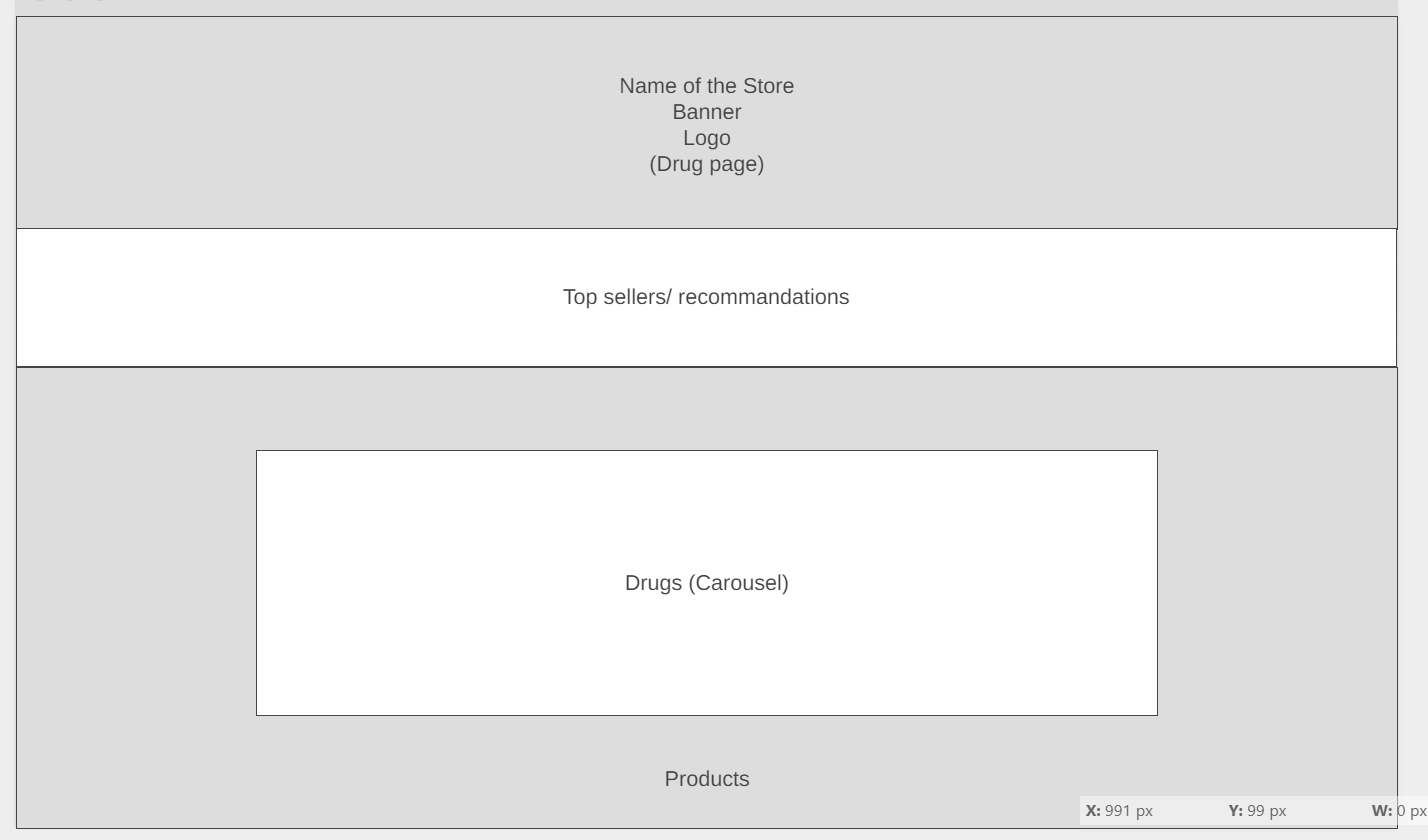 Name of the Store
Banner
Logo
(Drug page)
Top sellers/ recommandations
Drugs (Carousel)
Products
X: 991 px Y: 99 px W: 0 px